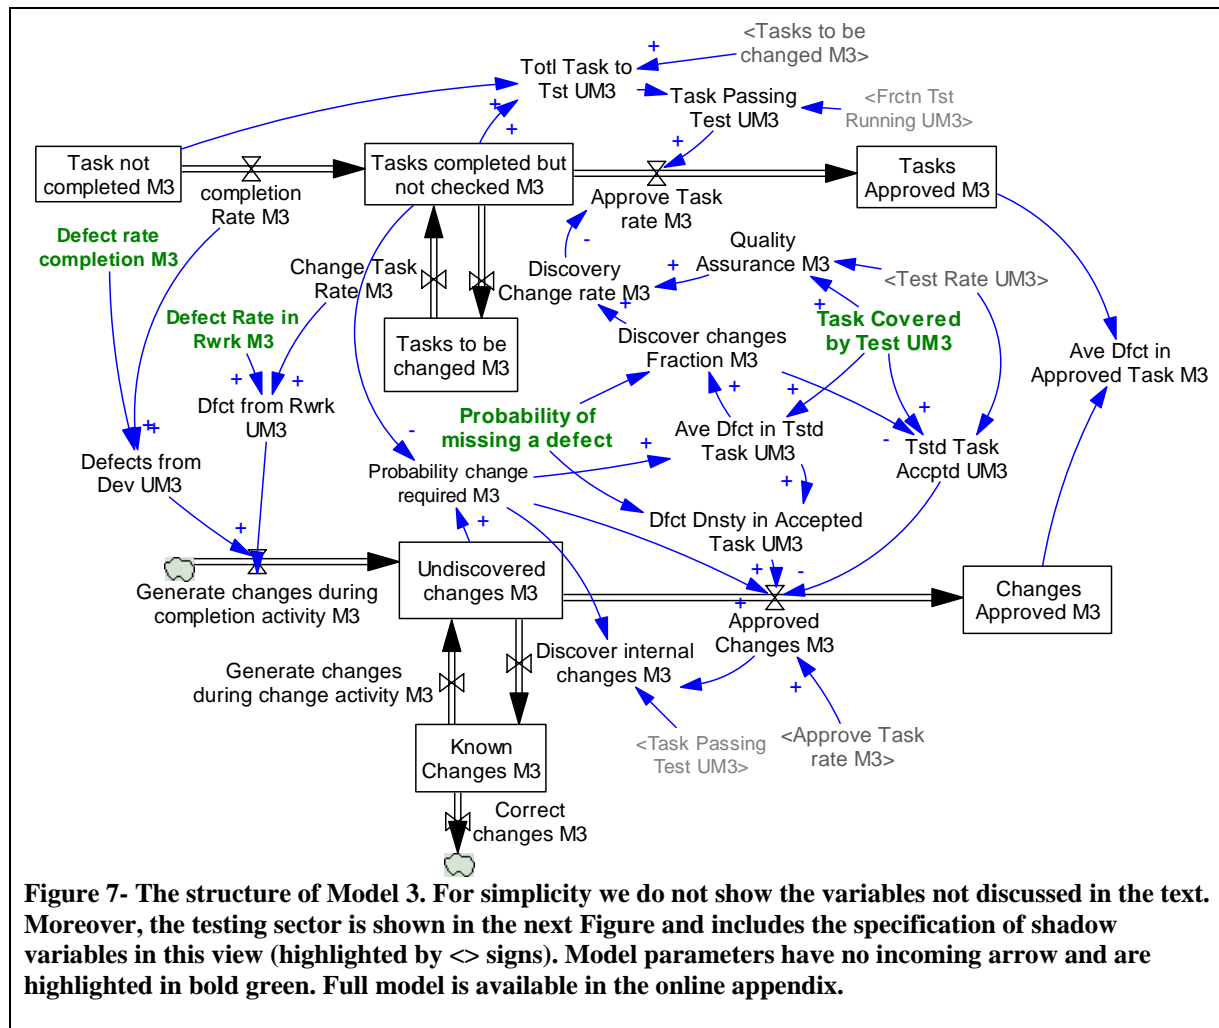 <Tasks to be
changed M3>
Totl Task to
Tst UM3
Task Passing
Test UM3
<Frctn Tst
Running UM3>
Task not
completed M3
completion
Rate M3
Tasks completed but
not checked M3
Approve Task
rate M3
Tasks
Approved M3
Defect rate
completion M3
Change Task
Rate M3
Discovery
Change rate M3
Quality
Assurance M3
<Test Rate UM3>
Defect Rate in
Rwrk M3
Tasks to be
changed M3
Discover changes
Fraction M3
Task Covered
by Test UM3
Ave Dfct in
Approved Task M3
Dfct from Rwrk
UM3
Probability of
missing a defect
Ave Dfct in Tstd
Task UM3
Tstd Task
Accptd UM3
Defects from
Dev UM3
Probability change
required M3
Dfct Dnsty in Accepted
Task UM3
Generate changes during
completion activity M3
Undiscovered
changes M3
Approved
Changes M3
Changes
Approved M3
Generate changes
during change activity M3
Discover internal
changes M3
Known
Changes M3
<Task Passing
Test UM3>
<Approve Task
rate M3>
Correct
changes M3
Figure 7- The structure of Model 3. For simplicity we do not show the variables not discussed in the text.
Moreover, the testing sector is shown in the next Figure and includes the specification of shadow
variables in this view (highlighted by <> signs). Model parameters have no incoming arrow and are
highlighted in bold green. Full model is available in the online appendix.